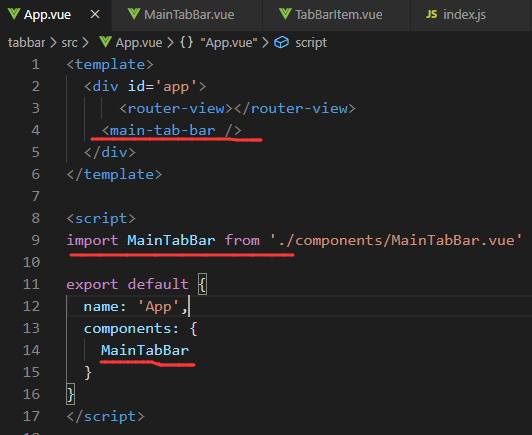 App.vue × MainTabBar.vue TabBarItem.vue JS index.js
tabbar > src > App.vue > {} "App.vue" > script
1 <template>
2 <div id='app'>
3 <router-view></router-view>
4 <main-tab-bar />
5 </div>
6 </template>
7
8 <script>
9 import MainTabBar from './components/MainTabBar.vue'
10
11 export default {
12 name: 'App',
13 components: {
14 MainTabBar
15 }
16 }
17 </script>